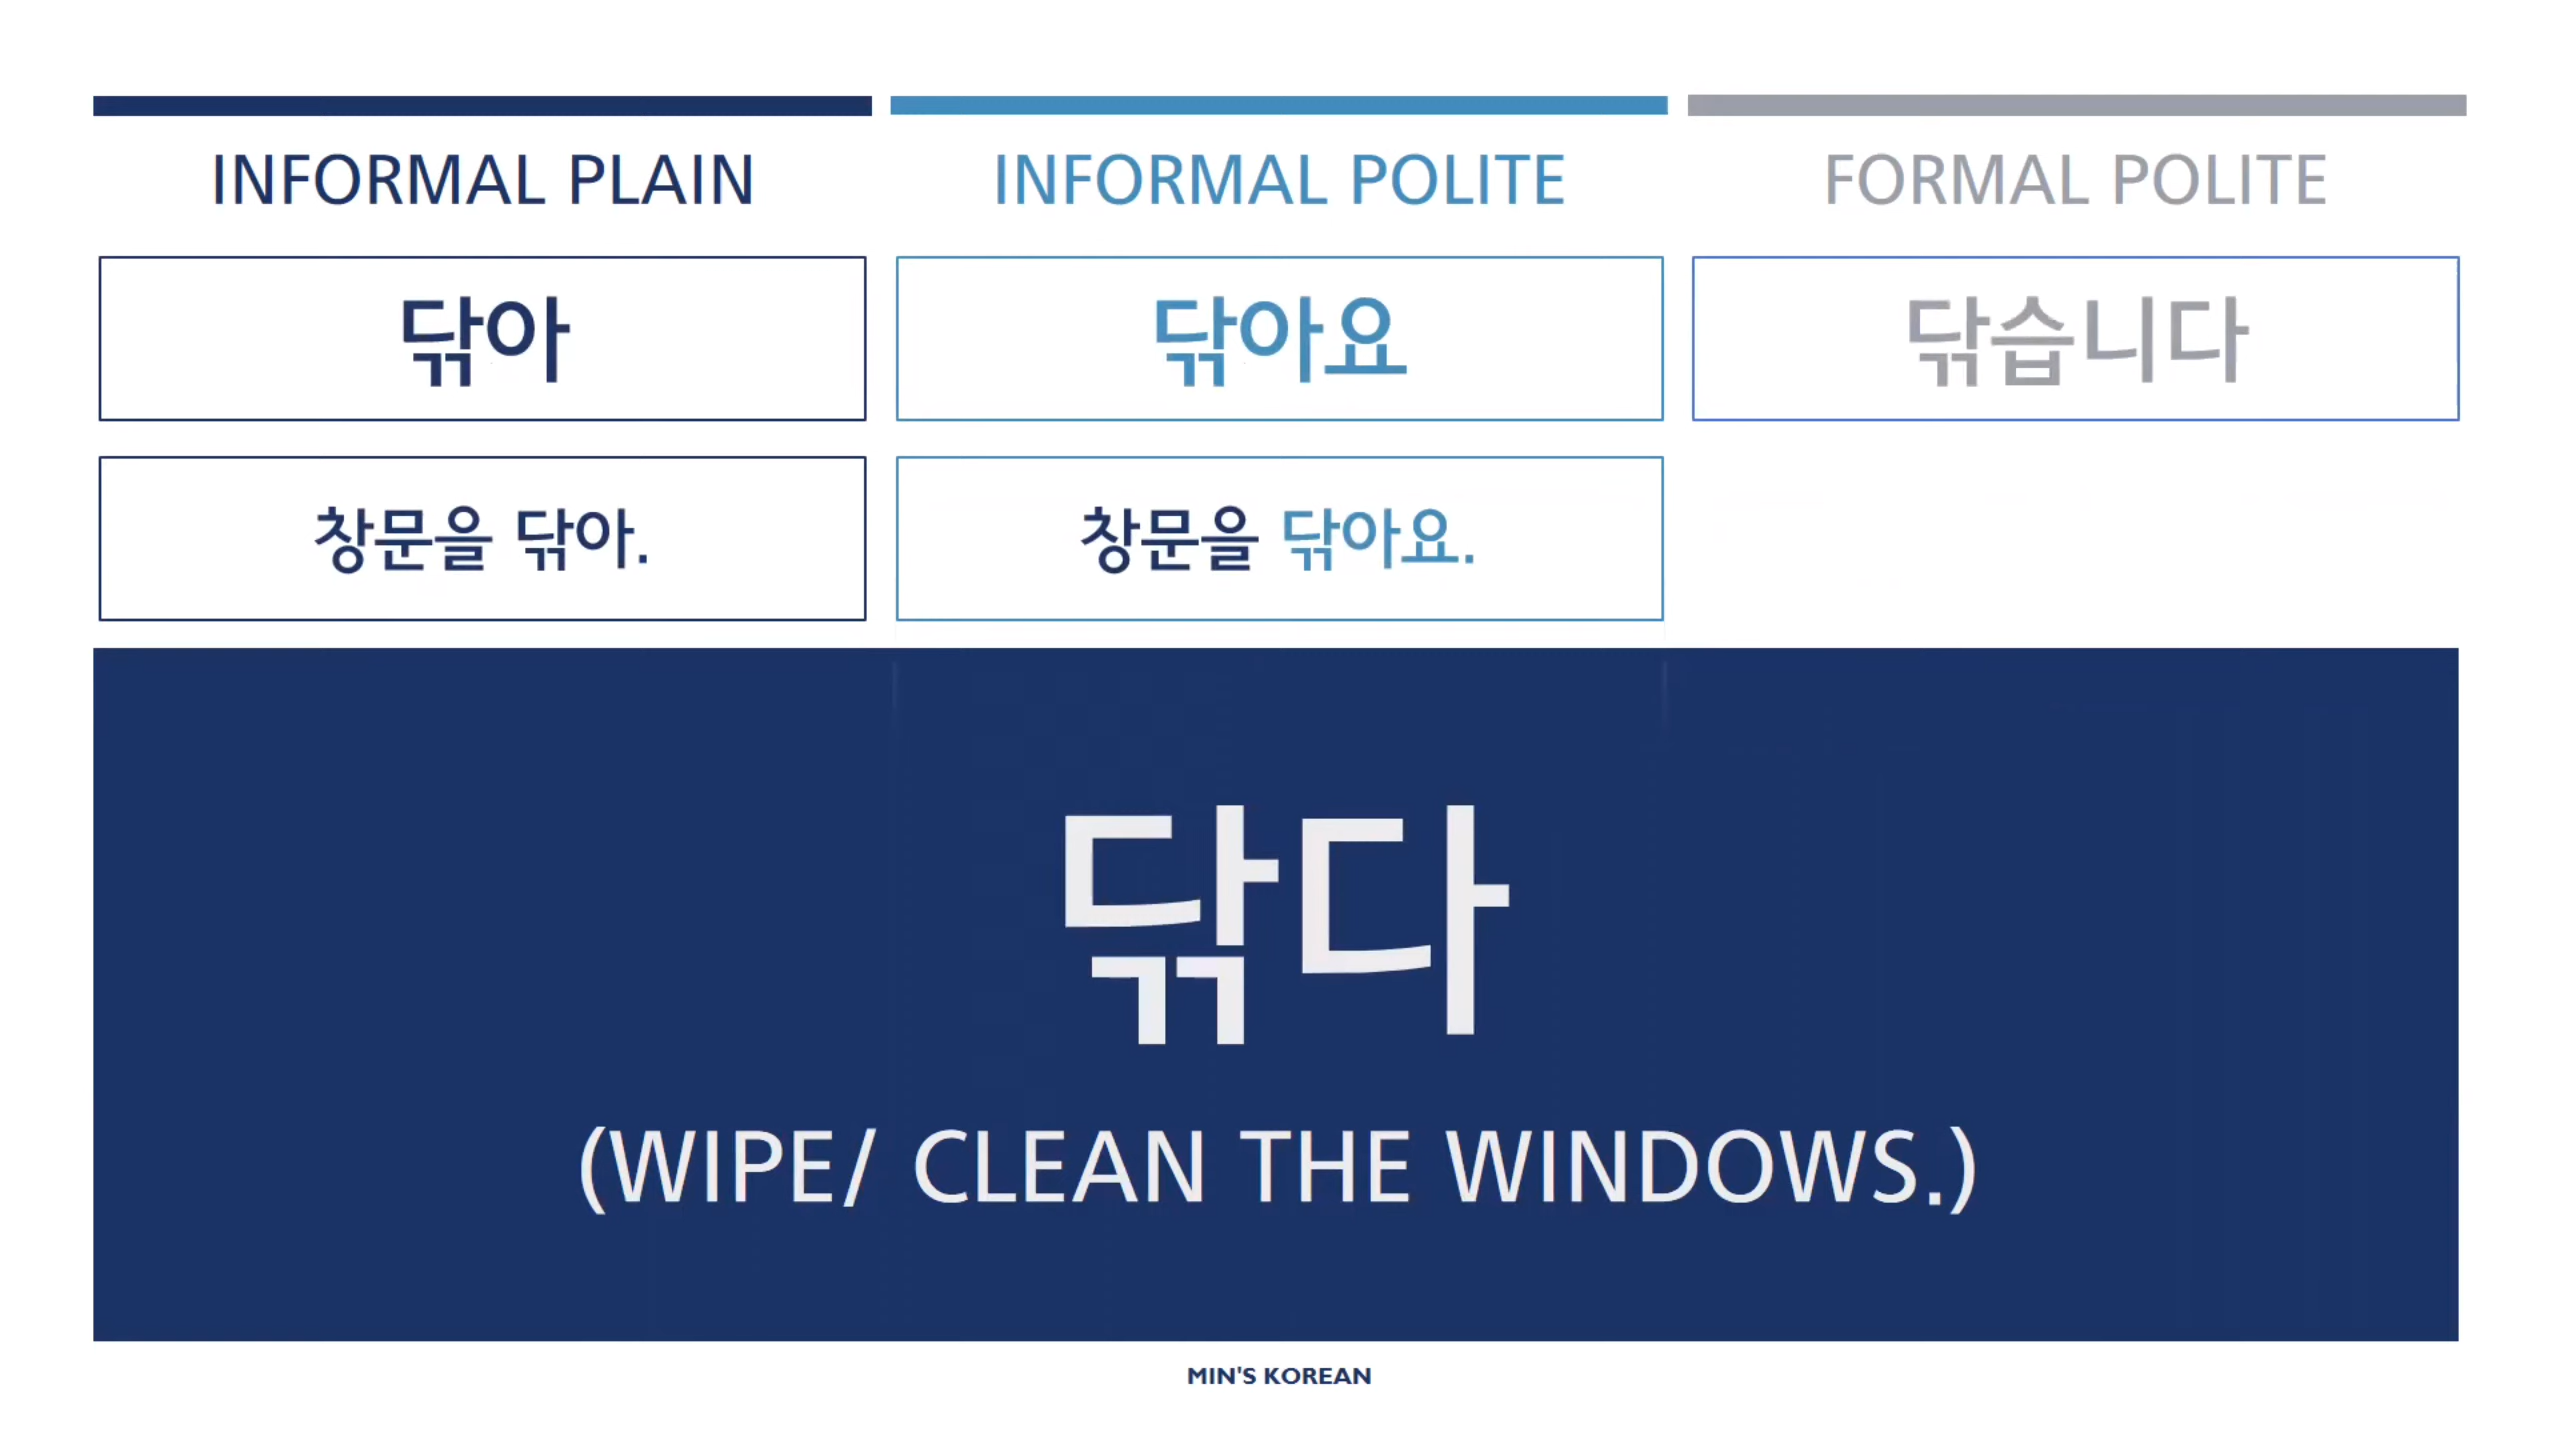 INFORMAL PLAIN
INFORMAL POLITE
FORMAL POLITE
닦아
닦아요
닦습니다
창문을 닦아.
창문을 닦아요.
닦다
(WIPE/ CLEAN THE WINDOWS.)
MIN'S KOREAN